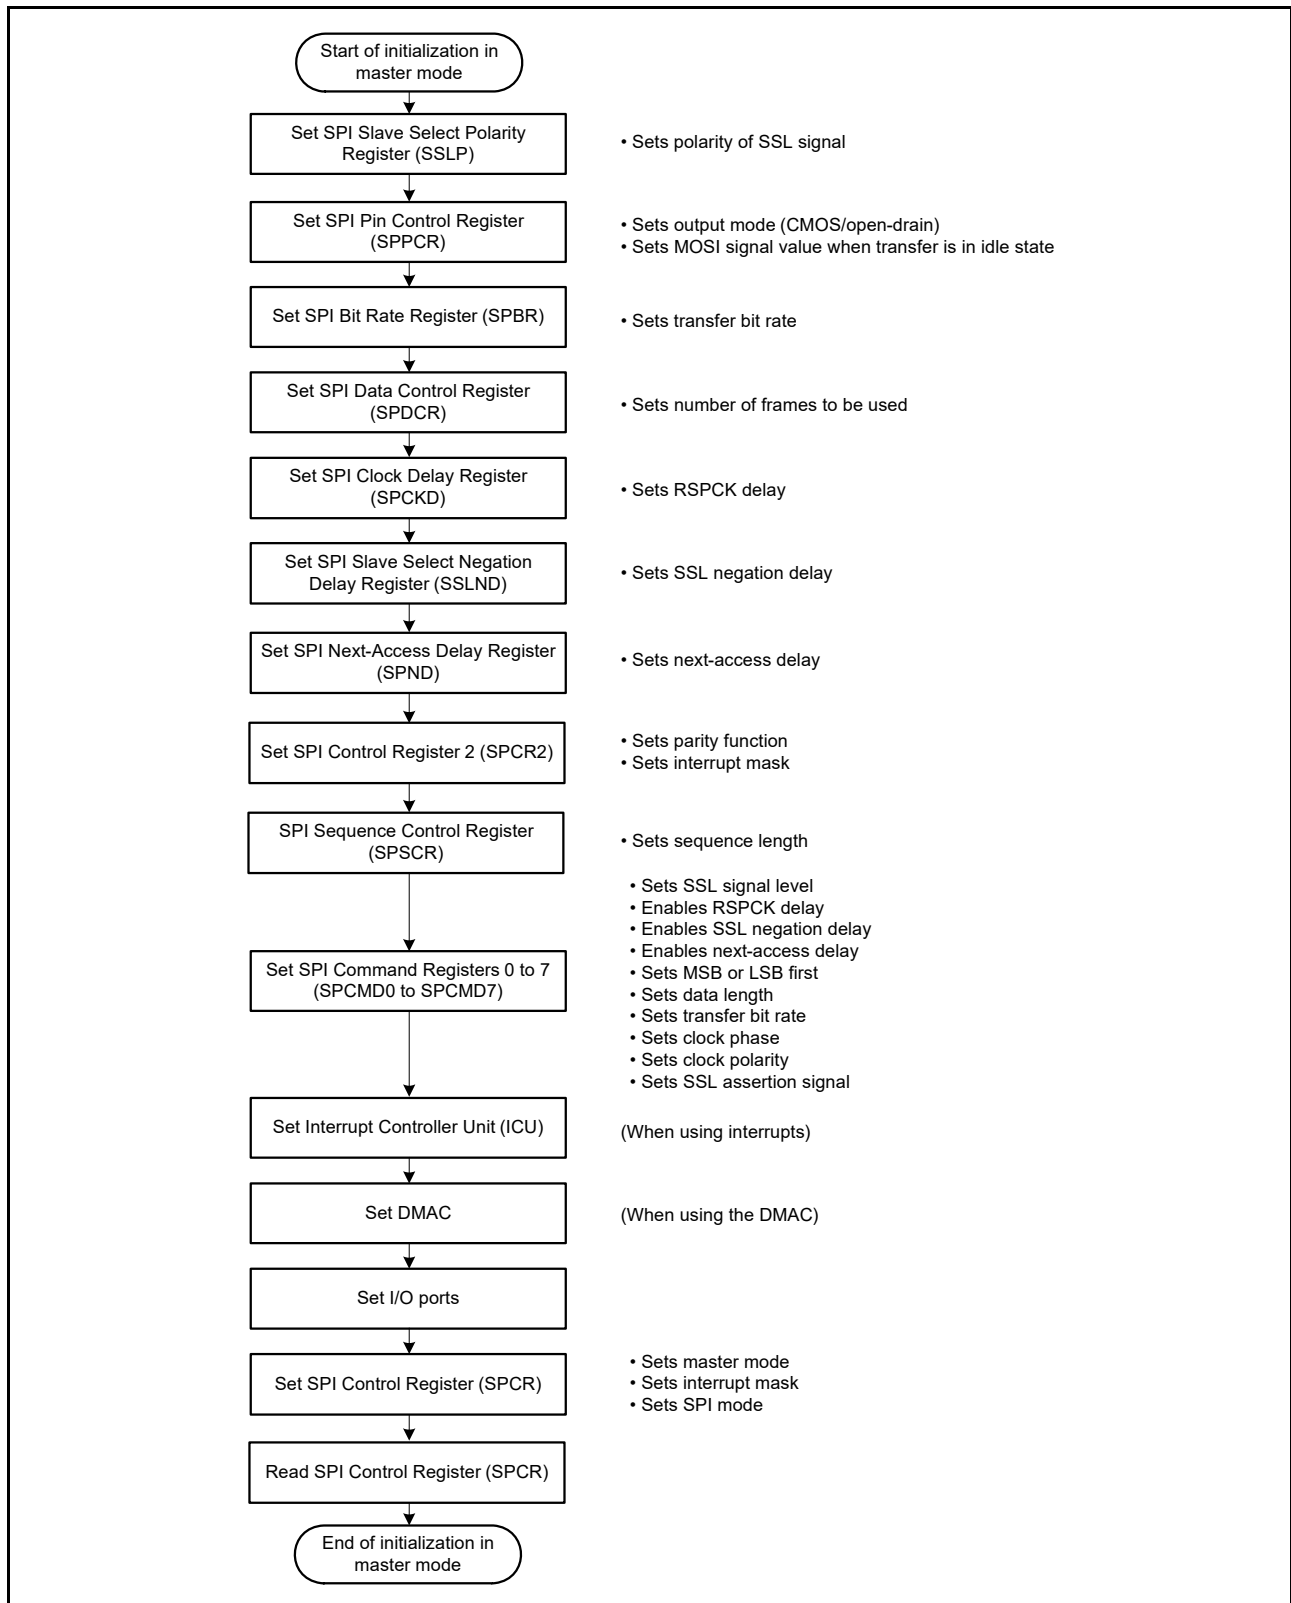 Start of initialization in
master mode
Set SPI Slave Select Polarity
Register (SSLP)
• Sets polarity of SSL signal
Set SPI Pin Control Register
(SPPCR)
• Sets output mode (CMOS/open-drain)
• Sets MOSI signal value when transfer is in idle state
Set SPI Bit Rate Register (SPBR)
• Sets transfer bit rate
Set SPI Data Control Register
(SPDCR)
• Sets number of frames to be used
Set SPI Clock Delay Register
(SPCKD)
• Sets RSPCK delay
Set SPI Slave Select Negation
Delay Register (SSLND)
• Sets SSL negation delay
Set SPI Next-Access Delay Register
(SPND)
• Sets next-access delay
Set SPI Control Register 2 (SPCR2)
• Sets parity function
• Sets interrupt mask
SPI Sequence Control Register
(SPSCR)
• Sets sequence length
Set SPI Command Registers 0 to 7
(SPCMD0 to SPCMD7)
• Sets SSL signal level
• Enables RSPCK delay
• Enables SSL negation delay
• Enables next-access delay
• Sets MSB or LSB first
• Sets data length
• Sets transfer bit rate
• Sets clock phase
• Sets clock polarity
• Sets SSL assertion signal
Set Interrupt Controller Unit (ICU)
(When using interrupts)
Set DMAC
(When using the DMAC)
Set I/O ports
Set SPI Control Register (SPCR)
• Sets master mode
• Sets interrupt mask
• Sets SPI mode
Read SPI Control Register (SPCR)
End of initialization in
master mode